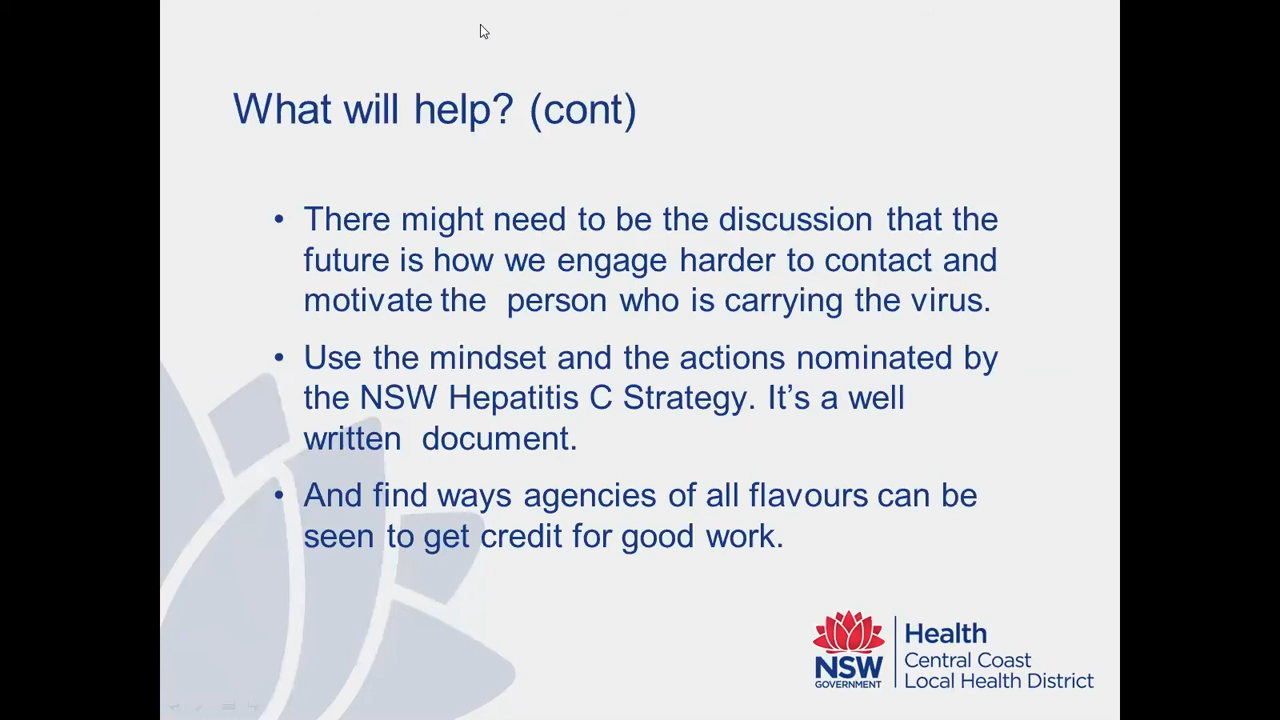 What will help? (cont)
• There might need to be the discussion that the
future is how we engage harder to contact and
motivate the  person who is carrying the virus.
• Use the mindset and the actions nominated by
the NSW Hepatitis C Strategy. It’s a well
written  document.
• And find ways agencies of all flavours can be
seen to get credit for good work.
NSW
GOVERNMENT
Health
Central Coast
Local Health District